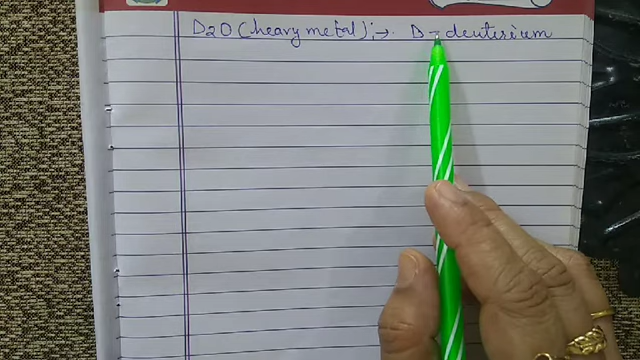 D2O (heavy metal) :→ D → deuterium